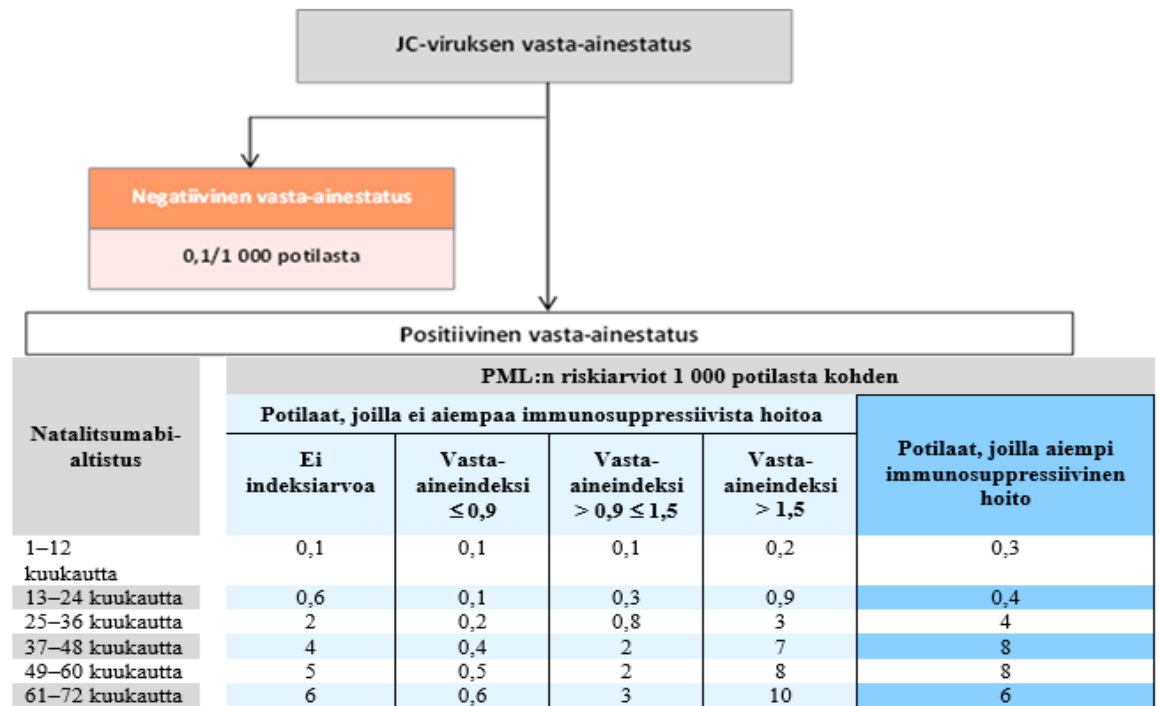 JC-viruksen vasta-ainestatus
Negatiivinen vasta-ainestatus
0,1/1 000 potilasta
Positiivinen vasta-ainestatus
Natalitsumabi-
altistus
PML:n riskiarviot 1 000 potilasta kohden
Potilaat, joilla ei aiempaa immunosuppressiivista hoitoa
Potilaat, joilla aiempi
immunosuppressiivinen
hoito
Ei
indeksiarvoa
Vasta-
aineindeksi
≤ 0,9
Vasta-
aineindeksi
> 0,9 ≤ 1,5
Vasta-
aineindeksi
> 1,5
1–12
kuukautta
0,1 0,1 0,1 0,2 0,3
13–24 kuukautta 0,6 0,1 0,3 0,9 0,4
25–36 kuukautta 2 0,2 0,8 3 4
37–48 kuukautta 4 0,4 2 7 8
49–60 kuukautta 5 0,5 2 8 8
61–72 kuukautta 6 0,6 3 10 6